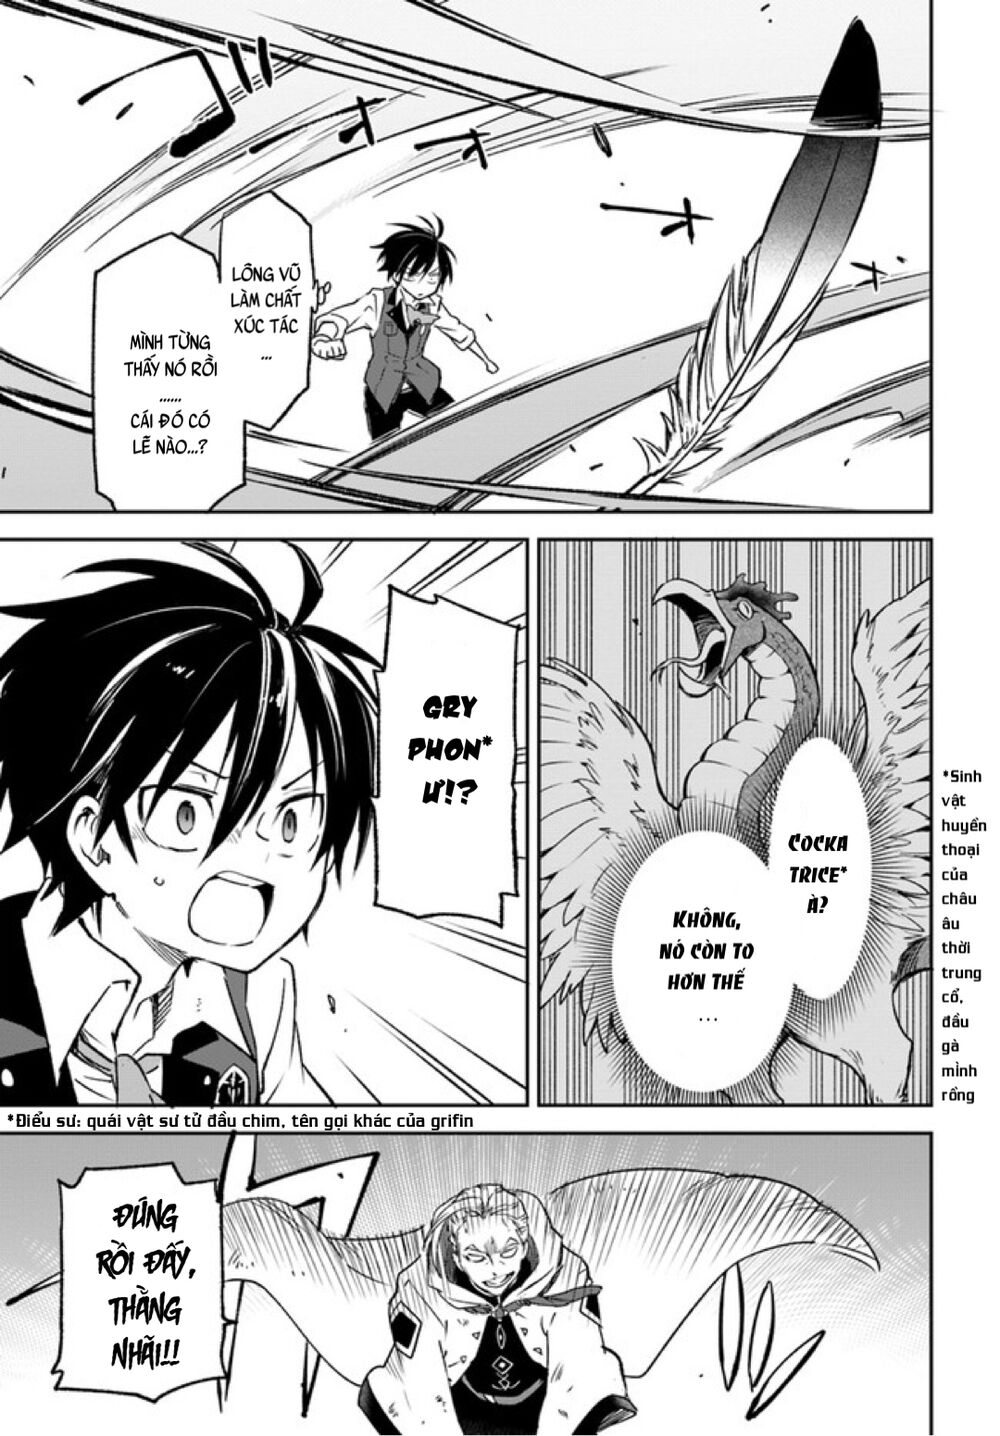 LÔNG VŨ
LÀM CHẤT
XÚC TÁC
...
MÌNH TỪNG
THẤY NÓ RỒI
......
CÁI ĐÓ CÓ
LẼ NÀO...?
COCKA
TRICE*
À?
KHÔNG,
NÓ CÒN TO
HƠN THẾ
...
*Sinh
vật
huyền
thoại
của
châu
âu
thời
trung
cổ,
đầu
gà
mình
rồng
GRY
PHON*
Ư!?
*Điểu sư: quái vật sư tử đầu chim, tên gọi khác của grifin
ĐÚNG
RỒI ĐẤY,
THẰNG
NHÃI!!